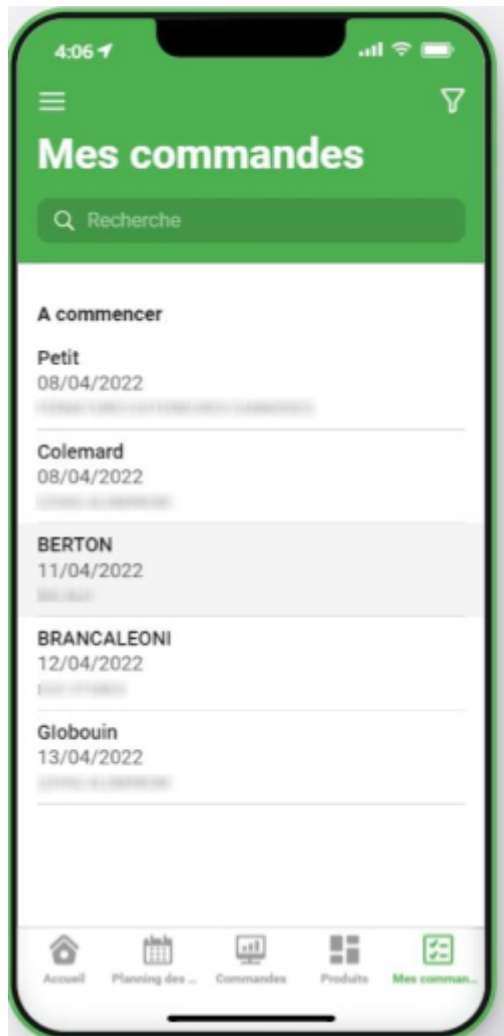 4:06
Mes commandes
Recherche
A commencer
Petit
08/04/2022
Colemard
08/04/2022
BERTON
11/04/2022
BRANCALEONI
12/04/2022
Globouin
13/04/2022
Accueil
Planning des ...
Commandes
Produits
Mes comman...